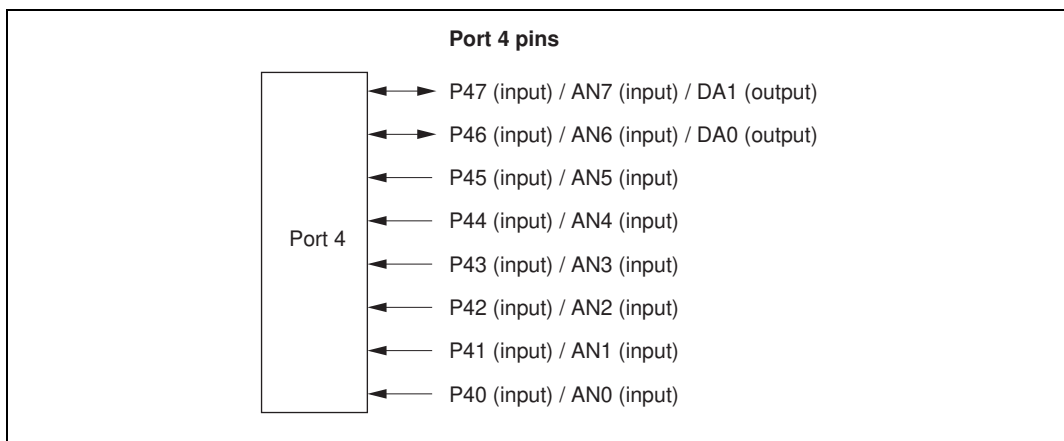 Port 4 pins
P47 (input) / AN7 (input) / DA1 (output)
P46 (input) / AN6 (input) / DA0 (output)
P45 (input) / AN5 (input)
P44 (input) / AN4 (input)
Port 4
P43 (input) / AN3 (input)
P42 (input) / AN2 (input)
P41 (input) / AN1 (input)
P40 (input) / AN0 (input)